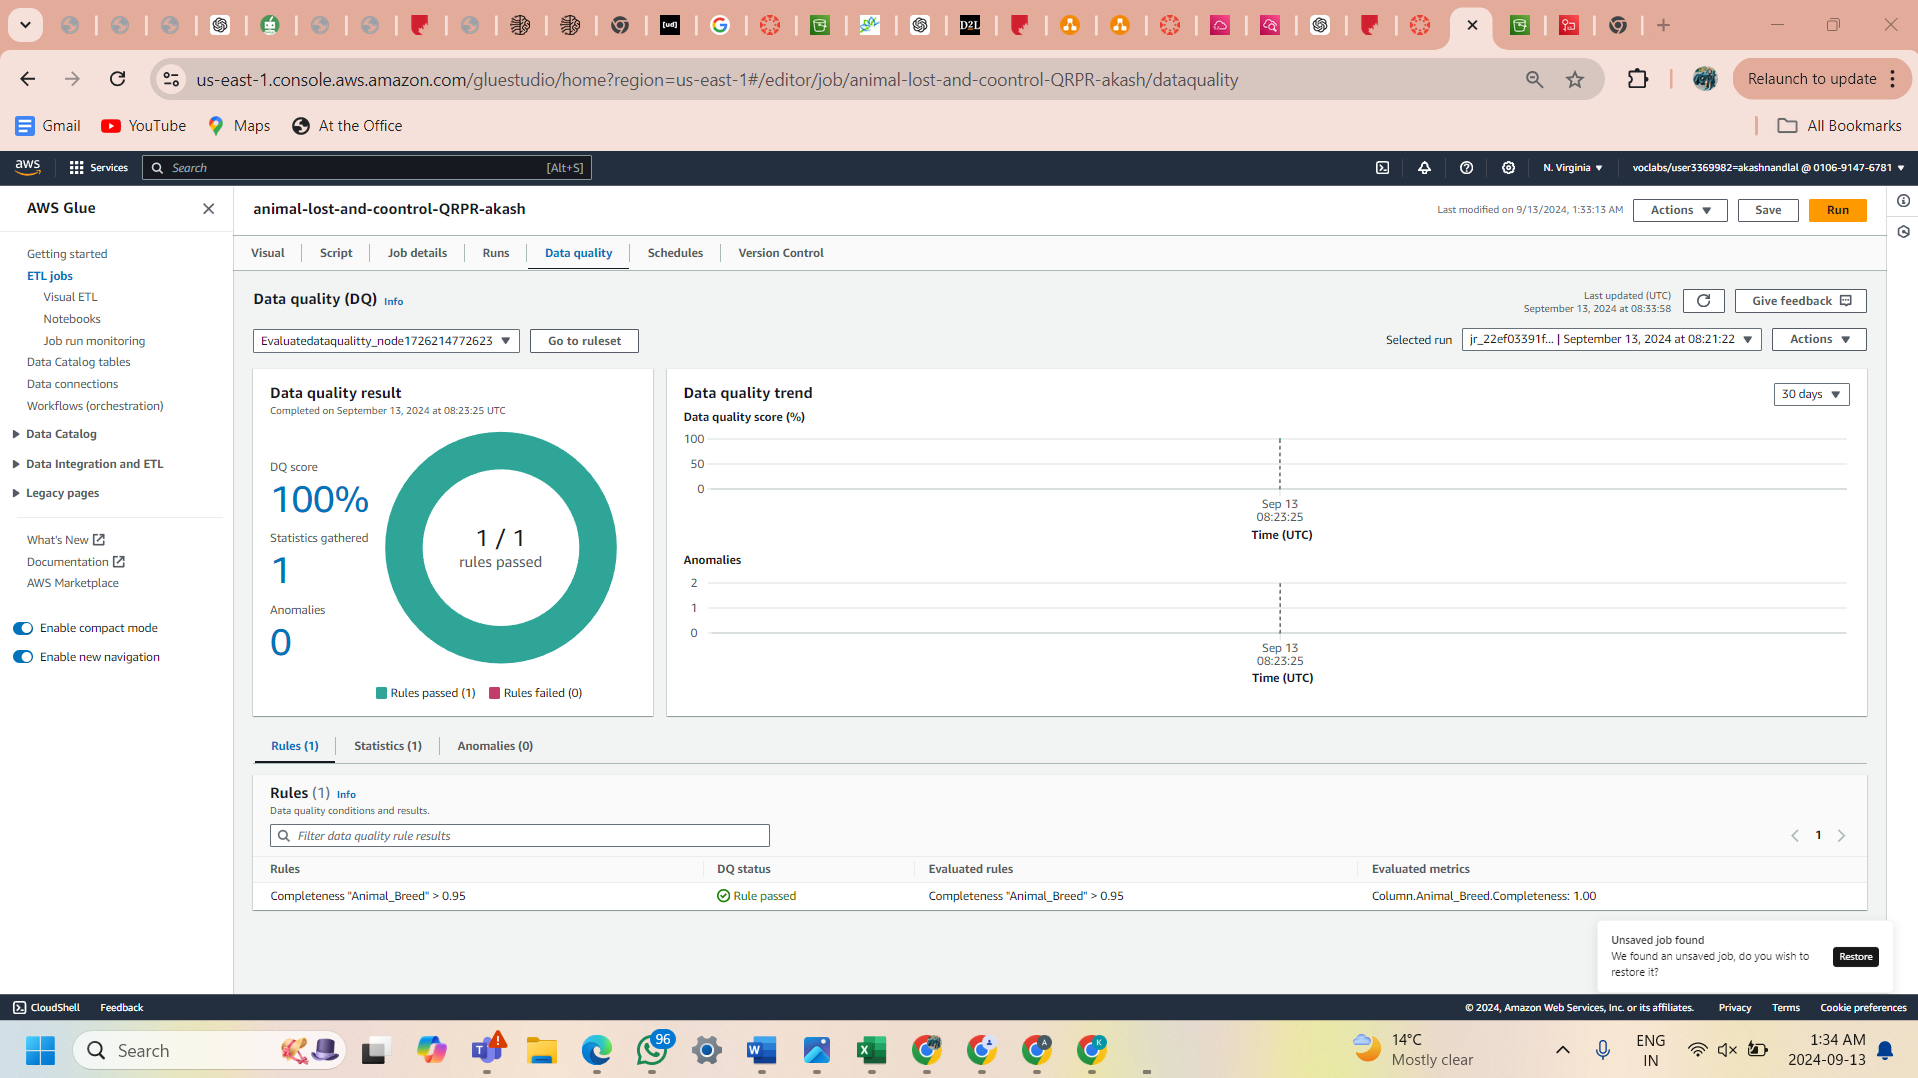 us-east-1.console.aws.amazon.com/gluestudio/home?region=us-east-1#/editor/job/animal-lost-and-coontrol-QRPR-akash/dataquality
Relaunch to update
Gmail YouTube Maps At the Office All Bookmarks
aws Services Search [Alt+S] N. Virginia voclabs/user3369982=akashnandlal @ 0106-9147-6781
AWS Glue
Getting started
ETL jobs
Visual ETL
Notebooks
Job run monitoring
Data Catalog tables
Data connections
Workflows (orchestration)
Data Catalog
Data Integration and ETL
Legacy pages
What's New
Documentation
AWS Marketplace
Enable compact mode
Enable new navigation
animal-lost-and-coontrol-QRPR-akash
Last modified on 9/13/2024, 1:33:13 AM Actions Save Run
Visual Script Job details Runs Data quality Schedules Version Control
Data quality (DQ) Info
Last updated (UTC)
September 13, 2024 at 08:33:58
Give feedback
Evaluatedataqualitty_node1726214772623 Go to ruleset
Selected run jr_22ef03391f... | September 13, 2024 at 08:21:22 Actions
Data quality result
Completed on September 13, 2024 at 08:23:25 UTC
DQ score
100%
Statistics gathered
1
Anomalies
0
1 / 1
rules passed
Rules passed (1) Rules failed (0)
Data quality trend
30 days
Data quality score (%)
100
50
0
Sep 13
08:23:25
Time (UTC)
Anomalies
2
1
0
Sep 13
08:23:25
Time (UTC)
Rules (1) Statistics (1) Anomalies (0)
Rules (1) Info
Data quality conditions and results.
Filter data quality rule results
1
Rules DQ status Evaluated rules Evaluated metrics
Completeness "Animal_Breed" > 0.95 Rule passed Completeness "Animal_Breed" > 0.95 Column.Animal_Breed.Completeness: 1.00
Unsaved job found
We found an unsaved job, do you wish to
restore it?
Restore
CloudShell Feedback © 2024, Amazon Web Services, Inc. or its affiliates. Privacy Terms Cookie preferences
Search
96
14°C
Mostly clear
ENG
IN
1:34 AM
2024-09-13